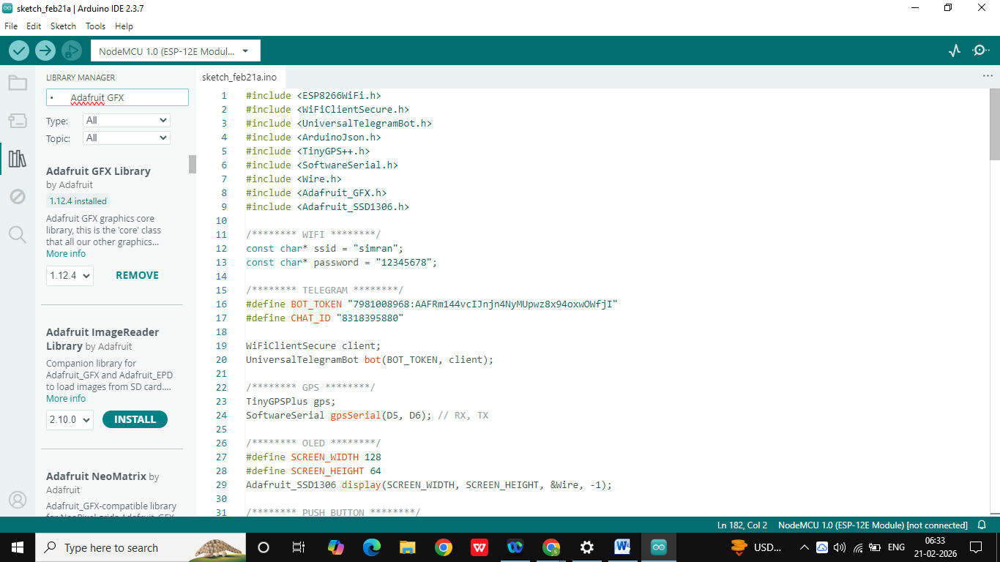 sketch_feb21a | Arduino IDE 2.3.7
File Edit Sketch Tools Help
NodeMCU 1.0 (ESP-12E Modul...
LIBRARY MANAGER
• Adafruit GFX
Type: All
Topic: All
Adafruit GFX Library
by Adafruit
1.12.4 installed
Adafruit GFX graphics core
library, this is the 'core' class
that all our other graphics...
More info
1.12.4 REMOVE
Adafruit ImageReader
Library by Adafruit
Companion library for
Adafruit_GFX and Adafruit_EPD
to load images from SD card....
More info
2.10.0 INSTALL
Adafruit NeoMatrix by
Adafruit
Adafruit_GFX-compatible library
for NeoPixel grids Adafruit_GFX
sketch_feb21a.ino
1 #include <ESP8266WiFi.h>
2 #include <WiFiClientSecure.h>
3 #include <UniversalTelegramBot.h>
4 #include <ArduinoJson.h>
5 #include <TinyGPS++.h>
6 #include <SoftwareSerial.h>
7 #include <Wire.h>
8 #include <Adafruit_GFX.h>
9 #include <Adafruit_SSD1306.h>
10
11 /******** WIFI ********/
12 const char* ssid = "simran";
13 const char* password = "12345678";
14
15 /******** TELEGRAM ********/
16 #define BOT_TOKEN "7981008968:AAFRm144vcIJnjn4NyMUpwz8x94oxwOWfjI"
17 #define CHAT_ID "8318395880"
18
19 WiFiClientSecure client;
20 UniversalTelegramBot bot(BOT_TOKEN, client);
21
22 /******** GPS ********/
23 TinyGPSPlus gps;
24 SoftwareSerial gpsSerial(D5, D6); // RX, TX
25
26 /******** OLED ********/
27 #define SCREEN_WIDTH 128
28 #define SCREEN_HEIGHT 64
29 Adafruit_SSD1306 display(SCREEN_WIDTH, SCREEN_HEIGHT, &Wire, -1);
30
31 /******** PUSH BUTTON ********/
Ln 182, Col 2 NodeMCU 1.0 (ESP-12E Module) [not connected]
Type here to search
USD...
ENG
06:33
21-02-2026